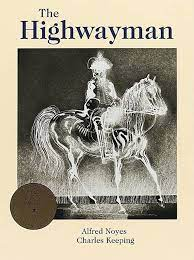 The
Highwayman
Alfred Noyes
Charles Keeping